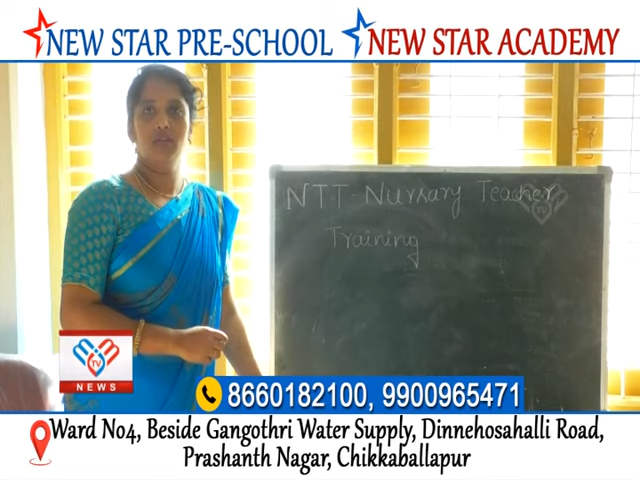 NEW STAR PRE-SCHOOL NEW STAR ACADEMY
NTT - Nursary Teacher
Training
TV
NEWS
8660182100, 9900965471
Ward No4, Beside Gangothri Water Supply, Dinnehosahalli Road,
Prashanth Nagar, Chikkaballapur